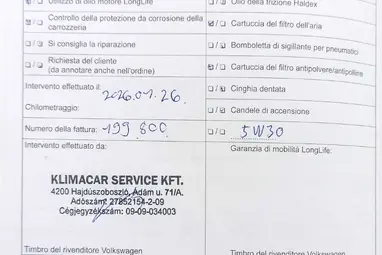 Utilizzo di olio motore LongLife
Olio della frizione Haldex
Controllo della protezione da corrosione della carrozzeria
Cartuccia del filtro dell'aria
Si consiglia la riparazione
Bomboletta di sigillante per pneumatici
Richiesta del cliente
(da annotare anche nell'ordine)
Cartuccia del filtro antipolvere/antipolline
Intervento effettuato il
2026.01.26
Cinghia dentata
Chilometraggio:
Candele di accensione
Numero della fattura: 199 800
5W30
Intervento effettuato da:
Garanzia di mobilità LongLife:
KLIMACAR SERVICE KFT.
4200 Hajdúszoboszló, Ádám u. 71/A.
Adószám: 27852154-2-09
Cégjegyzékszám: 09-09-034003
Timbro del rivenditore Volkswagen
Timbro del rivenditore Volkswagen